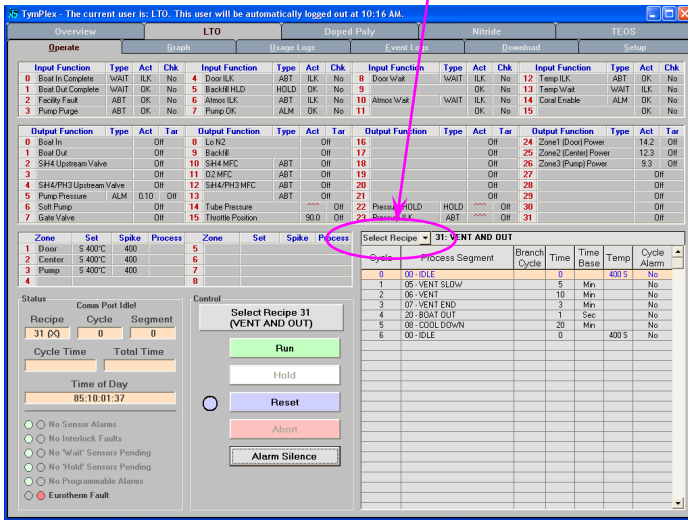 TymPlex - The current user is: LTO. This user will be automatically logged out at 10:16 AM.
Overview LTO Doped Poly Nitride TEOS
Operate Graph Usage Logs Event Logs Download Setup
Input Function Type Act Chk Input Function Type Act Chk Input Function Type Act Chk Input Function Type Act Chk
0 Boat In Complete WAIT ILK No 4 Door ILK ABT ILK No 8 Door Wait WAIT ILK No 12 Temp ILK ABT OK No
1 Boat Out Complete WAIT OK No 5 Backfill HLD HOLD OK No 9 OK No 13 Temp Wait WAIT ILK No
2 Facility Fault ABT OK No 6 Atmos ILK ABT OK No 10 Atmos Wait WAIT ILK No 14 Coral Enable ALM OK No
3 Pump Purge ABT OK No 7 Pump OK ALM OK No 11 OK No 15 OK No
Output Function Type Act Tar Output Function Type Act Tar Output Function Type Act Tar Output Function Type Act Tar
0 Boat In Off 8 Lo N2 Off 16 Off 24 Zone1 (Door) Power 14.2 Off
1 Boat Out Off 9 Backfill Off 17 Off 25 Zone2 (Center) Power 12.3 Off
2 SiH4 Upstream Valve Off 10 SiH4 MFC ABT Off 18 Off 26 Zone3 (Pump) Power 9.3 Off
3 Off 11 O2 MFC ABT Off 19 Off 27 Off
4 SiH4/PH3 Upstream Valve Off 12 SiH4/PH3 MFC ABT Off 20 Off 28 Off
5 Pump Pressure ALM 0.10 Off 13 ALM Off 21 Off 29 Off
6 Soft Pump Off 14 Tube Pressure ^^^ Off 22 Pressure HOLD HOLD ^^^ Off 30 Off
7 Gate Valve Off 15 Throttle Position 90.0 Off 23 Pressure ILK ABT ^^^ Off 31 Off
Zone Set Spike Process Zone Set Spike Process
1 Door S 400°C 400 5
2 Center S 400°C 400 6
3 Pump S 400°C 400 7
4 8
Select Recipe 31: VENT AND OUT
Cycle Process Segment Branch Cycle Time Time Base Temp Cycle Alarm
0 00 - IDLE 0 400 S No
1 05 - VENT SLOW 5 Min No
2 06 - VENT 10 Min No
3 07 - VENT END 3 Min No
4 20 - BOAT OUT 1 Sec No
5 08 - COOL DOWN 20 Min No
6 00 - IDLE 0 400 S No
Status
Comm Port Idel
Recipe Cycle Segment
31 (X) 0 0
Cycle Time Total Time
Time of Day
85:10:01:37
No Sensor Alarms
No Interlock Faults
No 'Wait' Sensors Pending
No 'Hold' Sensors Pending
No Programmable Alarms
Eurotherm Fault
Control
Select Recipe 31
(VENT AND OUT)
Run
Hold
Reset
Abort
Alarm Silence